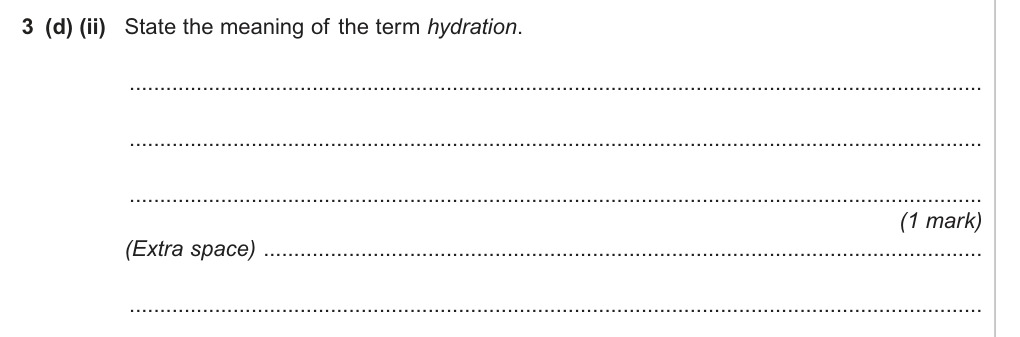 3 (d) (ii) State the meaning of the term hydration.
(1 mark)
(Extra space)